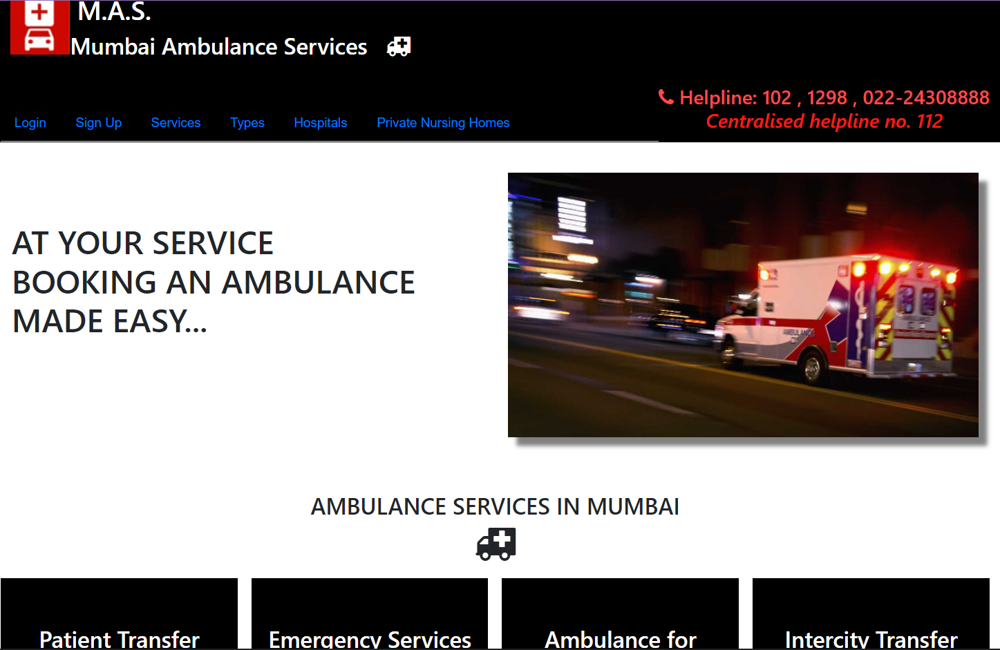 M.A.S.
Mumbai Ambulance Services
Helpline: 102 , 1298 , 022-24308888
Centralised helpline no. 112
Login Sign Up Services Types Hospitals Private Nursing Homes
AT YOUR SERVICE
BOOKING AN AMBULANCE
MADE EASY...
AMBULANCE
AMBULANCE
AMBULANCE SERVICES IN MUMBAI
Patient Transfer
Emergency Services
Ambulance for
Intercity Transfer